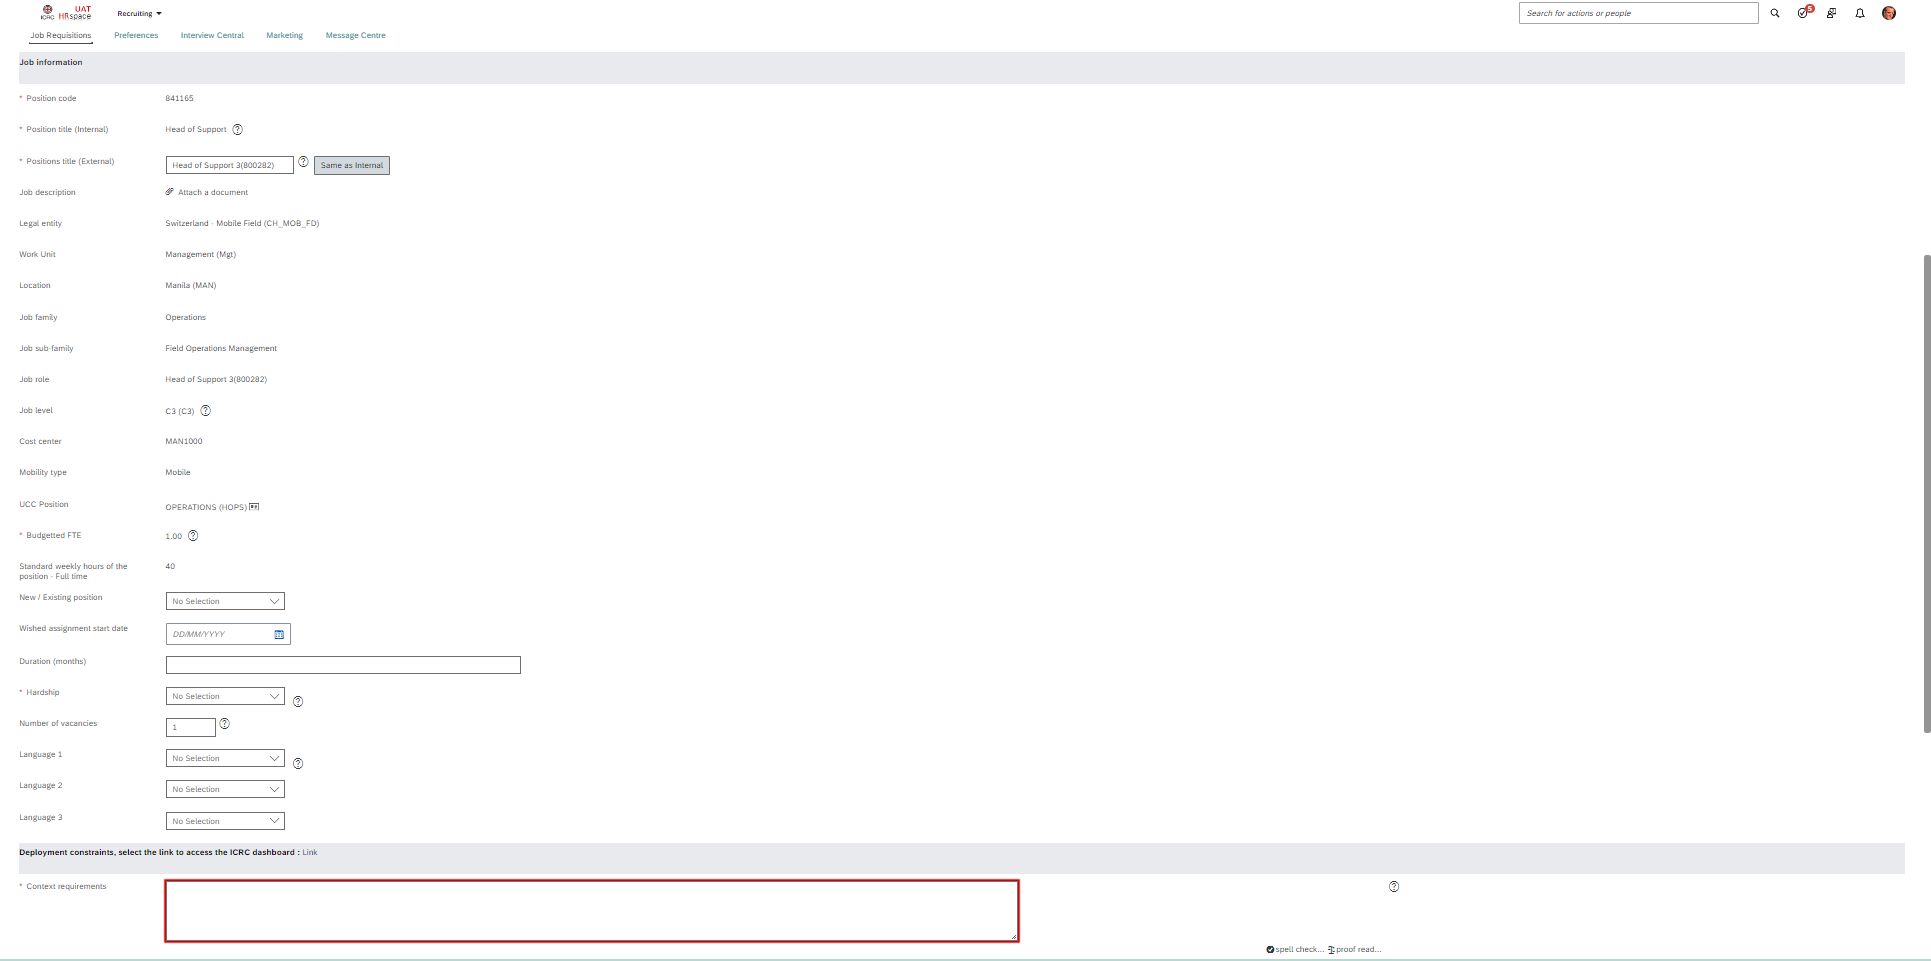 UAT
ICRC HRspace
Recruiting
Search for actions or people
5
Job Requisitions Preferences Interview Central Marketing Message Centre
Job information
* Position code 841165
* Position title (Internal) Head of Support ?
* Positions title (External) Head of Support 3(800282) ? Same as Internal
Job description Attach a document
Legal entity Switzerland - Mobile Field (CH_MOB_FD)
Work Unit Management (Mgt)
Location Manila (MAN)
Job family Operations
Job sub-family Field Operations Management
Job role Head of Support 3(800282)
Job level C3 (C3) ?
Cost center MAN1000
Mobility type Mobile
UCC Position OPERATIONS (HOPS)
* Budgetted FTE 1.00 ?
Standard weekly hours of the 40
position - Full time
New / Existing position No Selection
Wished assignment start date DD/MM/YYYY
Duration (months)
* Hardship No Selection ?
Number of vacancies 1 ?
Language 1 No Selection ?
Language 2 No Selection
Language 3 No Selection
Deployment constraints, select the link to access the ICRC dashboard : Link
* Context requirements ?
spell check... proof read...